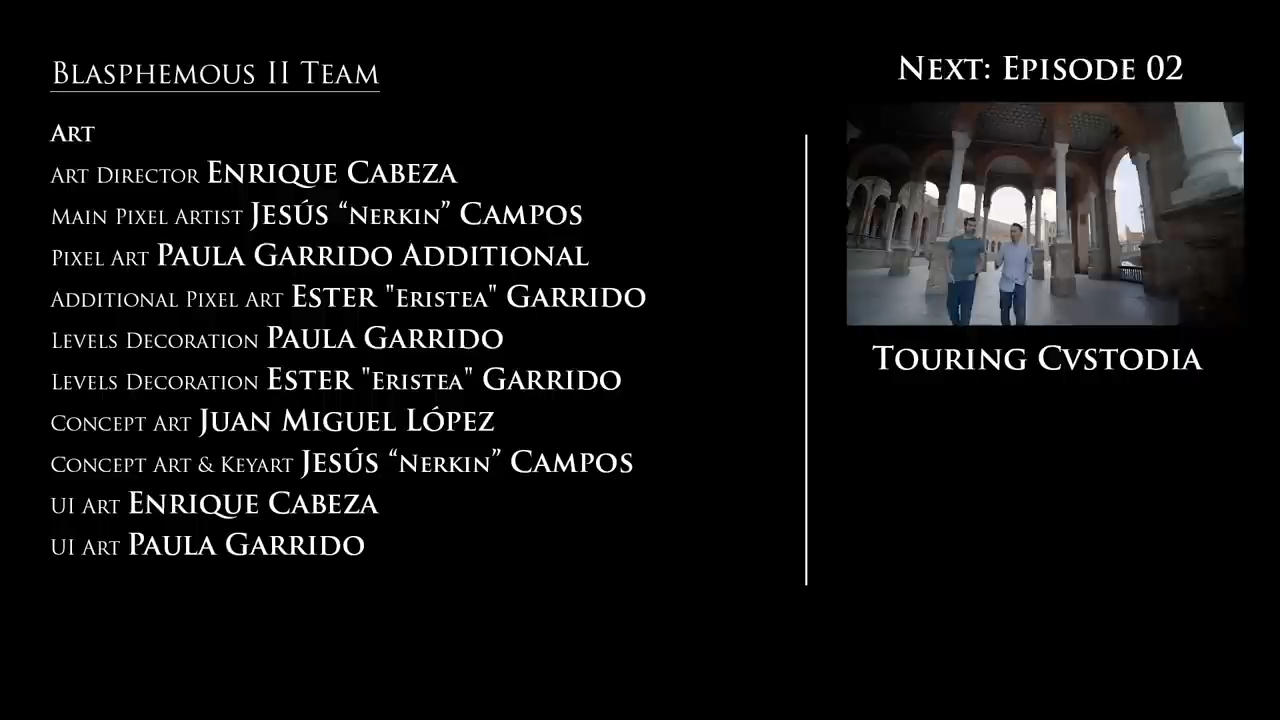 Blasphemous II Team
Art
Art Director ENRIQUE CABEZA
Main Pixel Artist JESÚS “Nerkin” CAMPOS
Pixel Art PAULA GARRIDO ADDITIONAL
Additional Pixel Art ESTER "Eristea" GARRIDO
Levels Decoration PAULA GARRIDO
Levels Decoration ESTER "Eristea" GARRIDO
Concept Art JUAN MIGUEL LÓPEZ
Concept Art & Keyart JESÚS “Nerkin” CAMPOS
UI Art ENRIQUE CABEZA
UI Art PAULA GARRIDO
Next: Episode 02
Touring Cvstodia